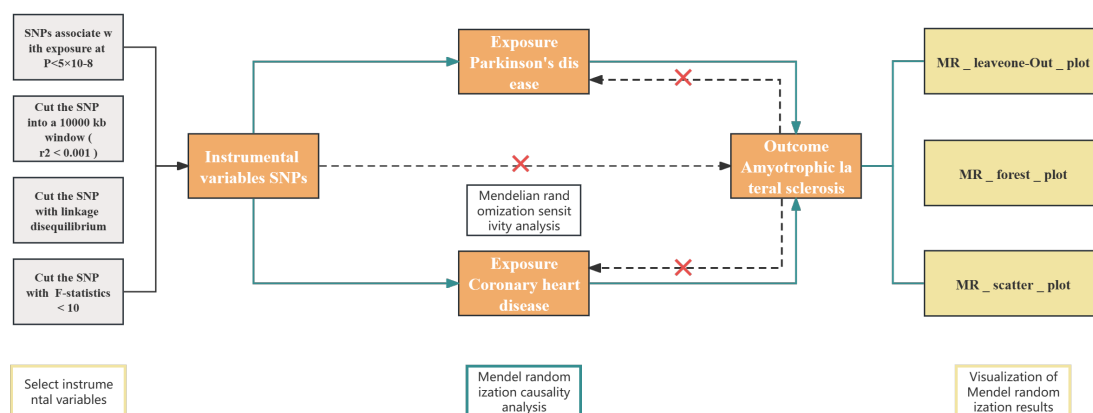 SNPs associate w
ith exposure at
P<5×10-8
Cut the SNP
into a 10000 kb
window (
r2 < 0.001 )
Cut the SNP
with linkage
disequilibrium
Cut the SNP
with F-statistics
< 10
Instrumental
variables SNPs
Exposure
Parkinson's dis
ease
Mendelian rand
omization sensit
ivity analysis
Exposure
Coronary heart
disease
Outcome
Amyotrophic la
teral sclerosis
MR _ leaveone-Out _ plot
MR _ forest _ plot
MR _ scatter _ plot
Select instrume
ntal variables
Mendel random
ization causality
analysis
Visualization of
Mendel random
ization results